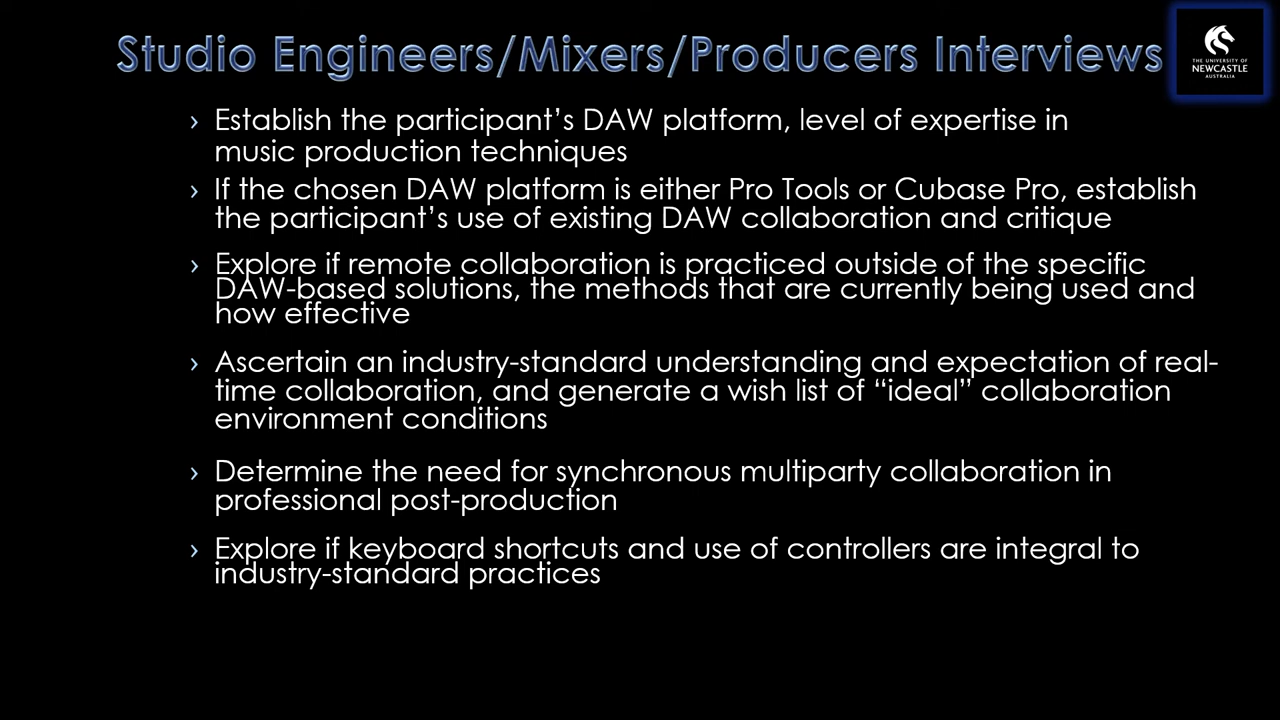 Studio Engineers/Mixers/Producers Interviews
THE UNIVERSITY OF
NEWCASTLE
AUSTRALIA
› Establish the participant’s DAW platform, level of expertise in
music production techniques
› If the chosen DAW platform is either Pro Tools or Cubase Pro, establish
the participant’s use of existing DAW collaboration and critique
› Explore if remote collaboration is practiced outside of the specific
DAW-based solutions, the methods that are currently being used and
how effective
› Ascertain an industry-standard understanding and expectation of real-
time collaboration, and generate a wish list of “ideal” collaboration
environment conditions
› Determine the need for synchronous multiparty collaboration in
professional post-production
› Explore if keyboard shortcuts and use of controllers are integral to
industry-standard practices